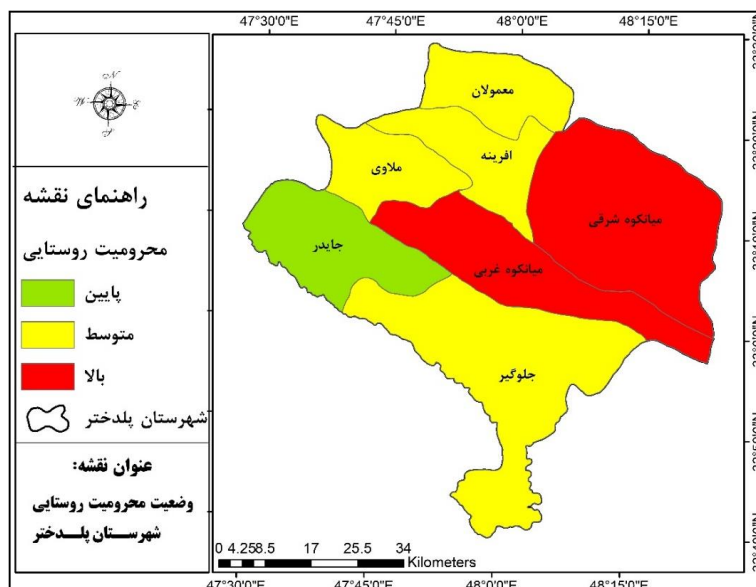 47°30'0"E 47°45'0"E 48°0'0"E 48°15'0"E
N
W E
S
راهنمای نقشه
محرومیت روستایی
پایین
متوسط
بالا
شهرستان پلدختر
عنوان نقشه:
وضعیت محرومیت روستایی
شهرستان پلدختر
معمولان
افرینه
ملاوی
میانکوه شرقی
جایدر
میانکوه غربی
جلوگیر
0 4.25 8.5 17 25.5 34
Kilometers
47°30'0"E 47°45'0"E 48°0'0"E 48°15'0"E